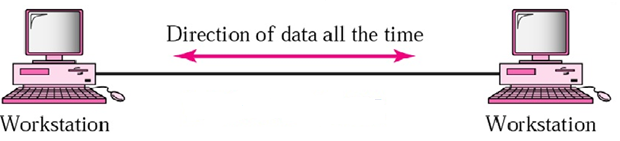 Direction of data all the time
Workstation
Workstation